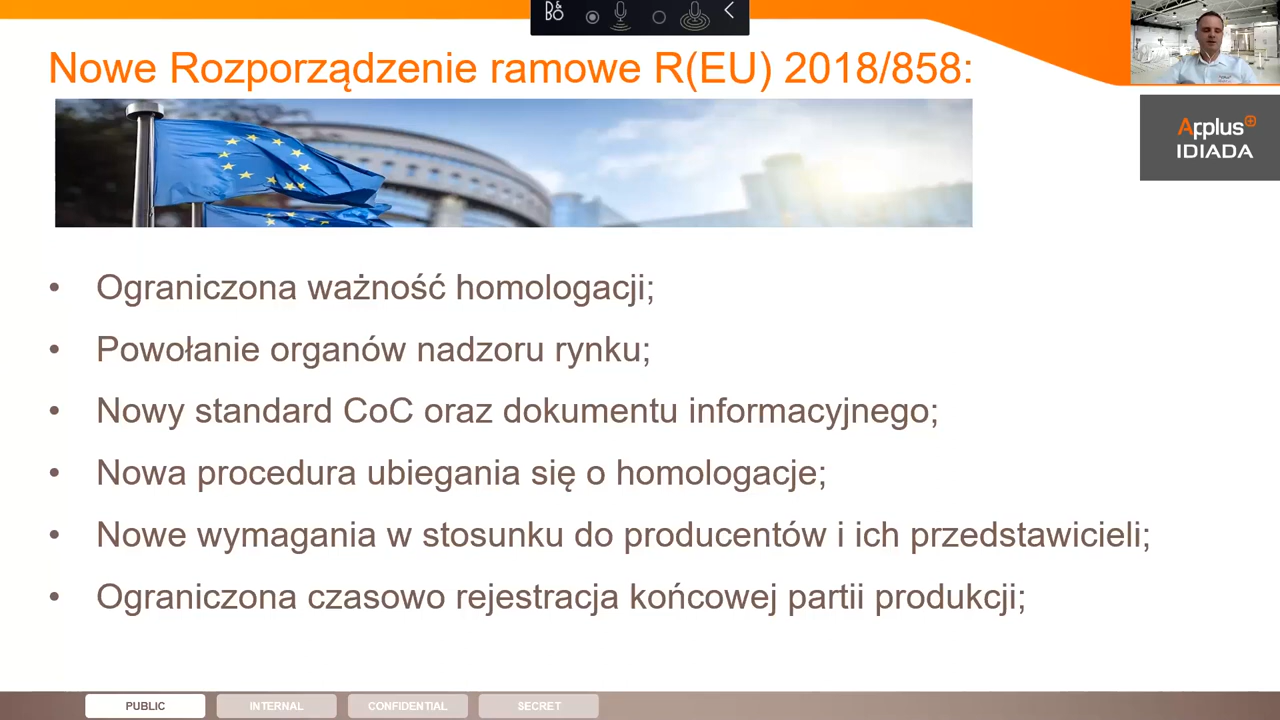 B&O
Nowe Rozporządzenie ramowe R(EU) 2018/858:
Applus+
IDIADA
• Ograniczona ważność homologacji;
• Powołanie organów nadzoru rynku;
• Nowy standard CoC oraz dokumentu informacyjnego;
• Nowa procedura ubiegania się o homologacje;
• Nowe wymagania w stosunku do producentów i ich przedstawicieli;
• Ograniczona czasowo rejestracja końcowej partii produkcji;
PUBLIC
INTERNAL
CONFIDENTIAL
SECRET